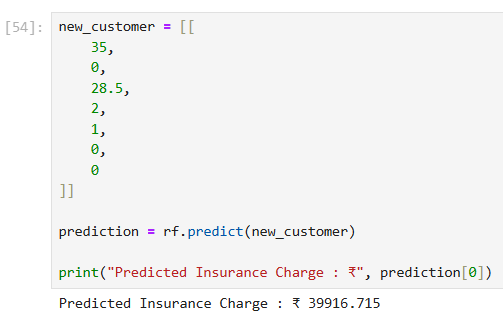 [54]: new_customer = [[
35,
0,
28.5,
2,
1,
0,
0
]]
prediction = rf.predict(new_customer)
print("Predicted Insurance Charge : ₹", prediction[0])
Predicted Insurance Charge : ₹ 39916.715